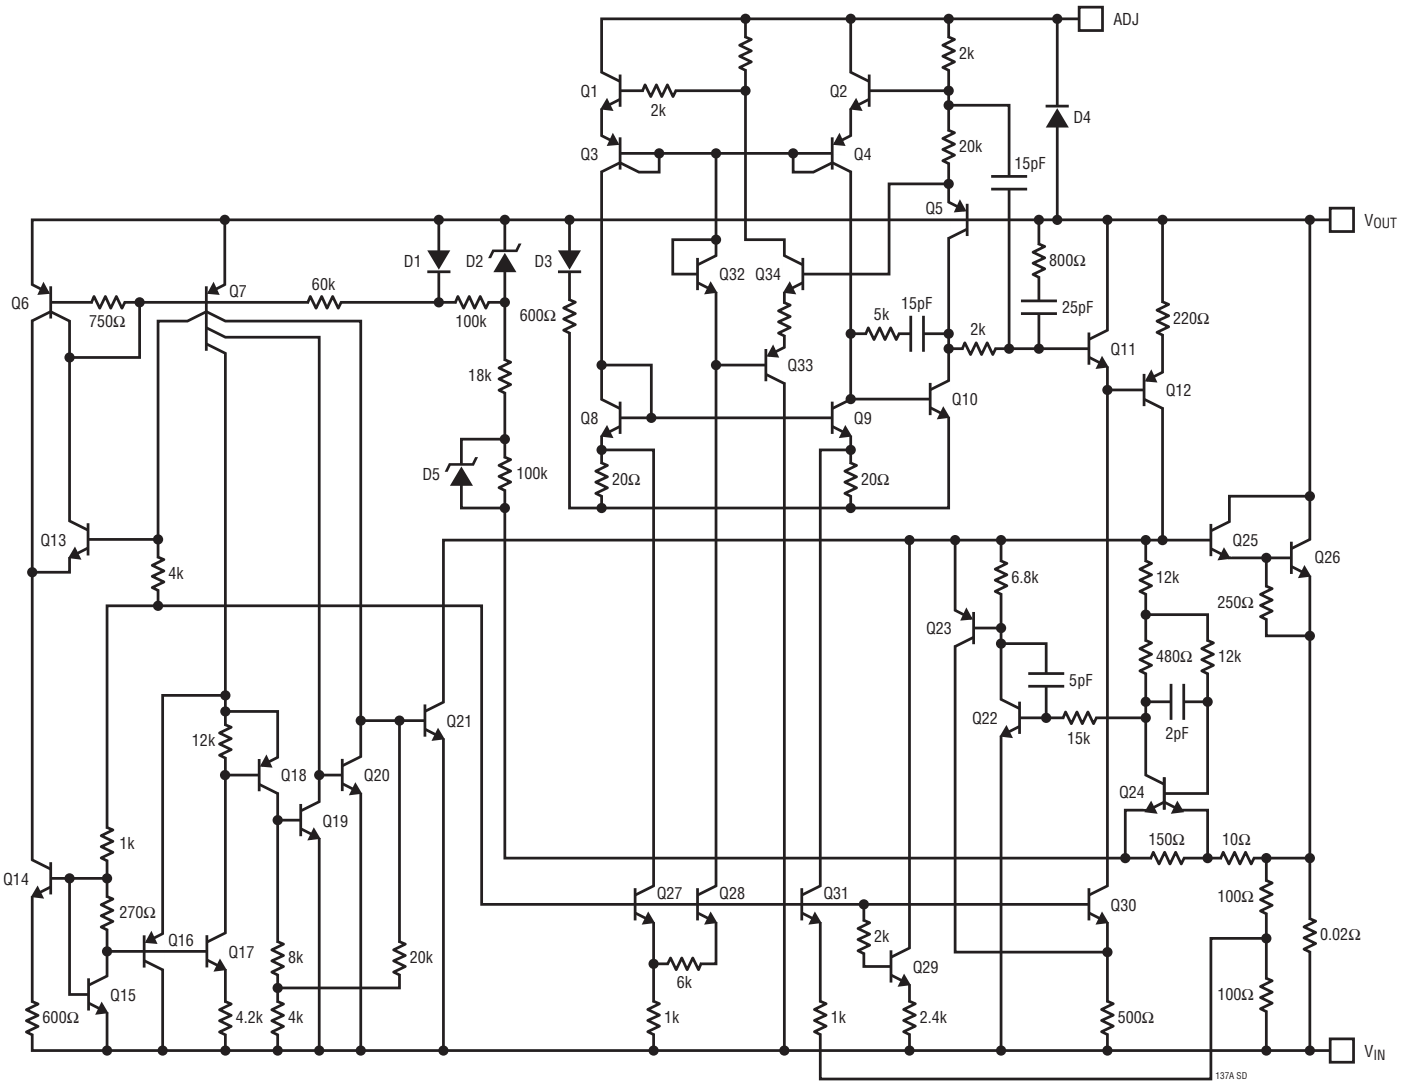 ADJ
2k
Q1
2k
Q2
D4
Q3
Q4
20k
15pF
Q5
VOUT
D1
D2
D3
Q32
Q34
800Ω
Q6
Q7
60k
750Ω
100k
600Ω
15pF
5k
2k
25pF
220Ω
Q11
18k
Q33
Q12
Q8
Q9
Q10
D5
100k
20Ω
20Ω
Q13
4k
Q25
Q26
6.8k
12k
250Ω
Q23
480Ω
12k
5pF
12k
Q21
Q22
15k
2pF
Q18
Q20
Q24
Q19
150Ω
10Ω
1k
Q14
Q27
Q28
Q31
Q30
100Ω
270Ω
Q16
Q17
8k
20k
2k
0.02Ω
Q29
6k
Q15
100Ω
600Ω
4.2k
4k
1k
1k
2.4k
500Ω
VIN
137A SD